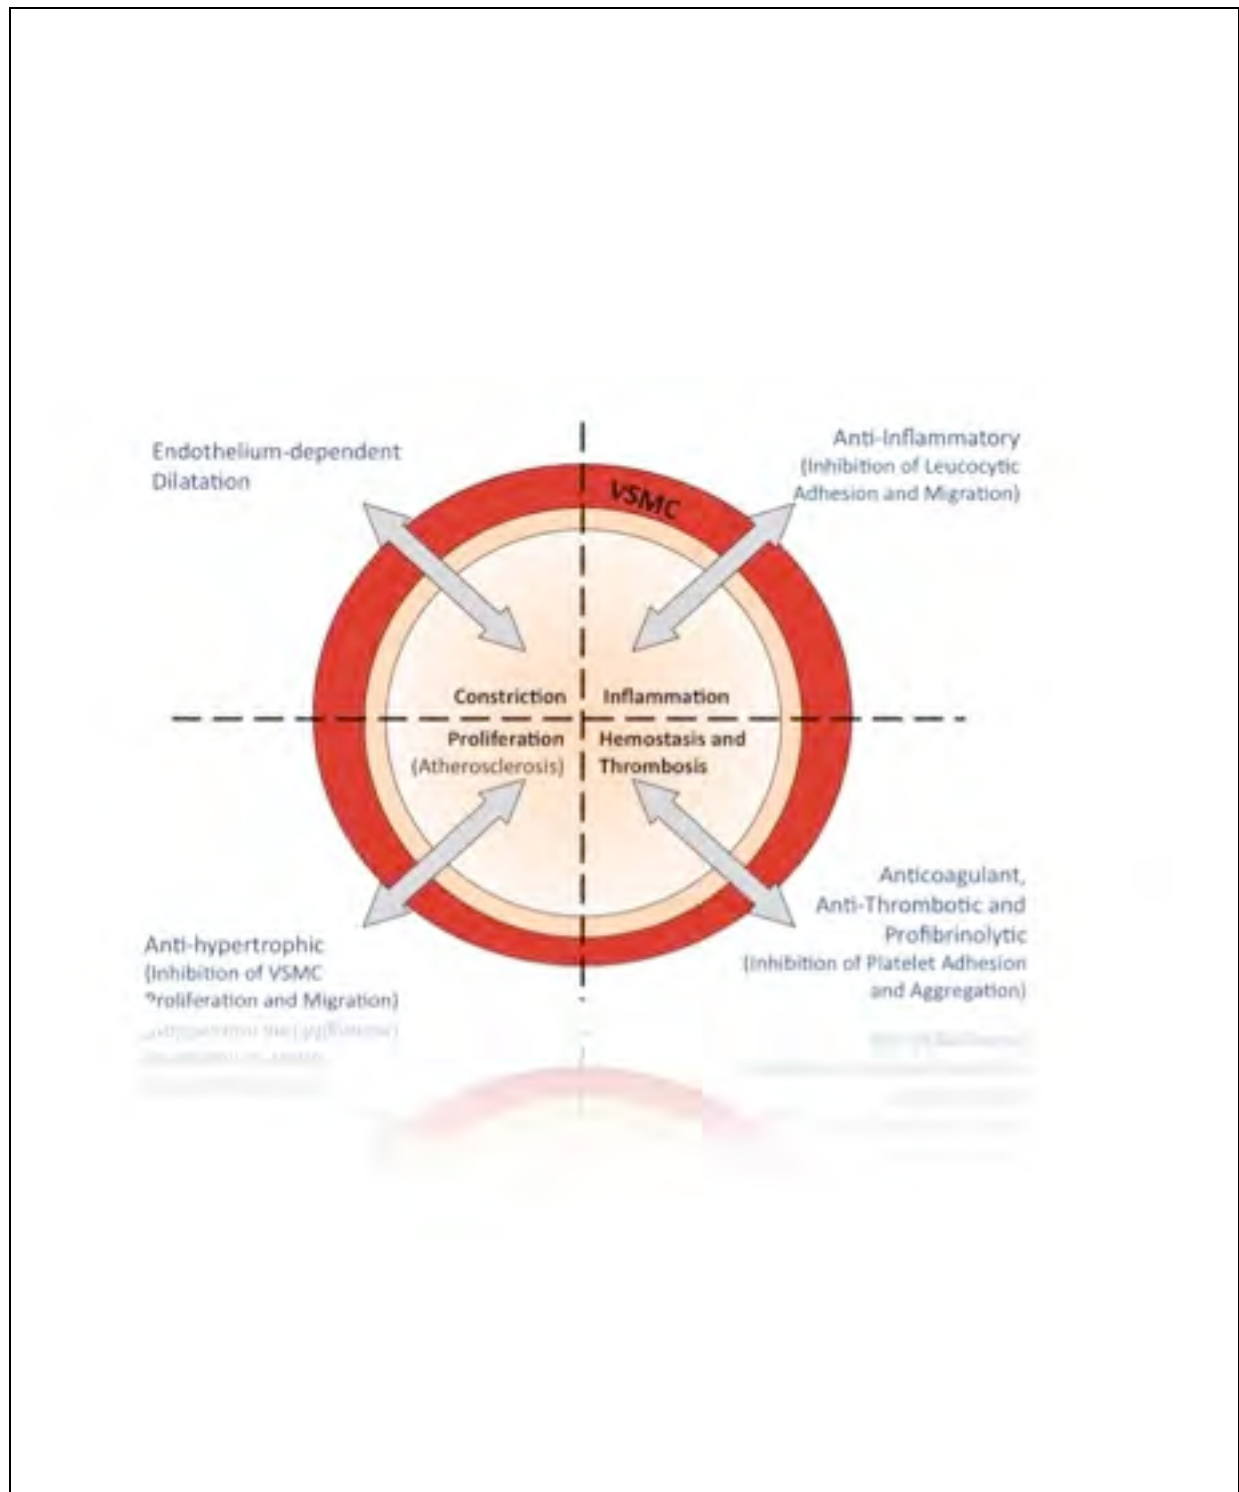 Endothelium-dependent
Dilatation
Anti-Inflammatory
(Inhibition of Leucocytic
Adhesion and Migration)
VSMC
Constriction
Inflammation
Proliferation
(Atherosclerosis)
Hemostasis and
Thrombosis
Anti-hypertrophic
(Inhibition of VSMC
Proliferation and Migration)
Anticoagulant,
Anti-Thrombotic and
Profibrinolytic
(Inhibition of Platelet Adhesion
and Aggregation)